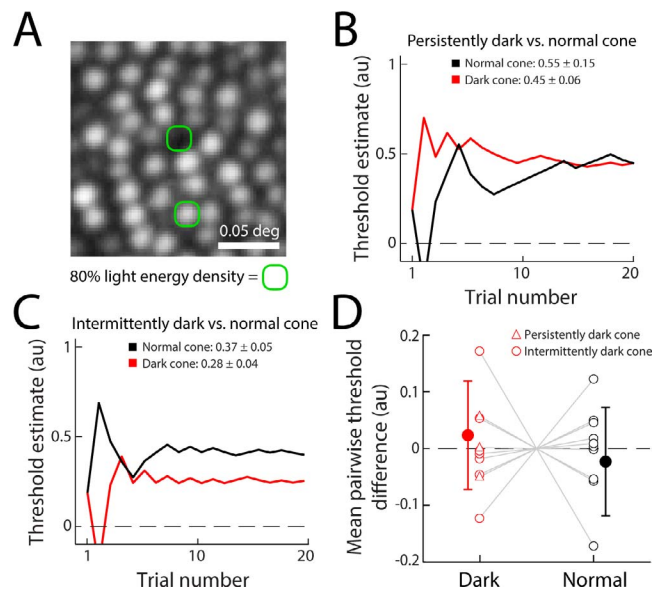 A
0.05 deg
80% light energy density =
B
Persistently dark vs. normal cone
Normal cone: 0.55 ± 0.15
Dark cone: 0.45 ± 0.06
Threshold estimate (au)
1
0.5
0
1
10
20
Trial number
C
Intermittently dark vs. normal cone
Normal cone: 0.37 ± 0.05
Dark cone: 0.28 ± 0.04
Threshold estimate (au)
1
0.5
0
1
10
20
Trial number
D
Persistently dark cone
Intermittently dark cone
Mean pairwise threshold
difference (au)
0.2
0.1
0
-0.1
-0.2
Dark
Normal